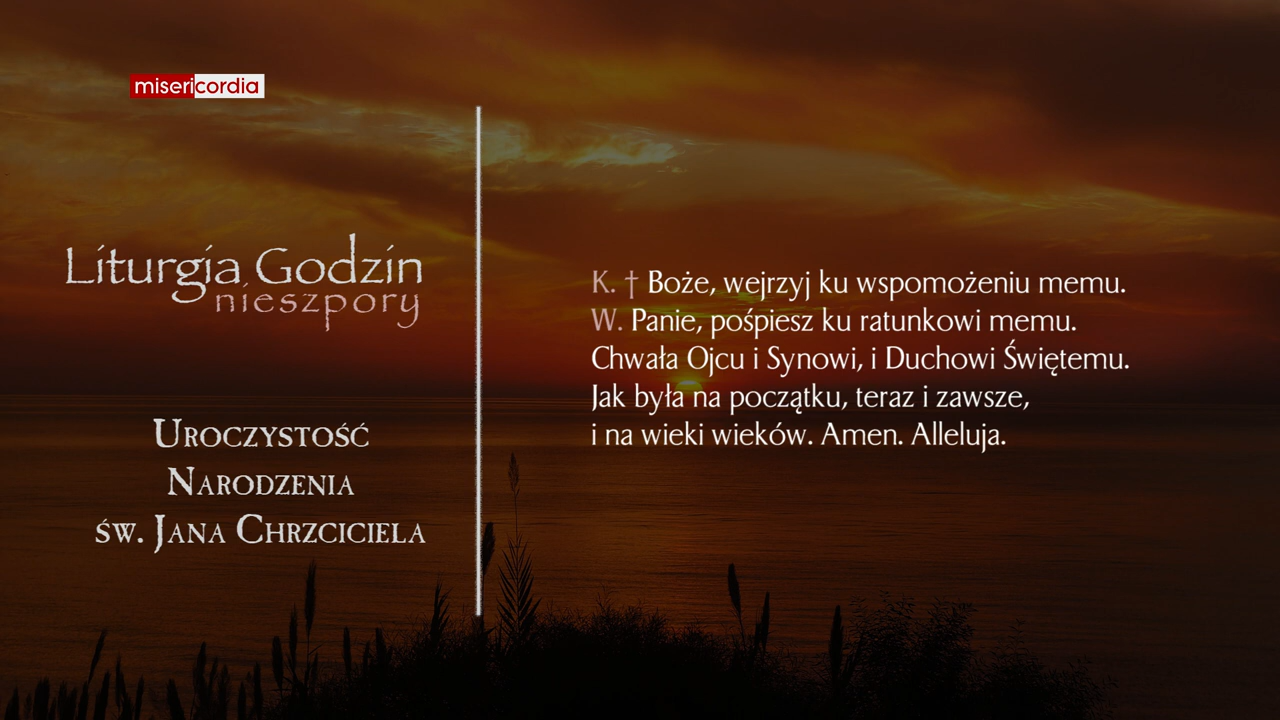 misericordia
Liturgia Godzin
nieszpory
Uroczystość
Narodzenia
św. Jana Chrzciciela
K. † Boże, wejrzyj ku wspomożeniu memu.
W. Panie, pośpiesz ku ratunkowi memu.
Chwała Ojcu i Synowi, i Duchowi Świętemu.
Jak była na początku, teraz i zawsze,
i na wieki wieków. Amen. Alleluja.